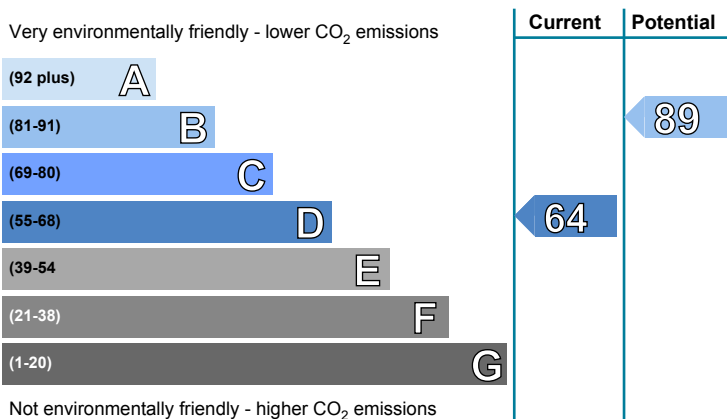 Current Potential
Very environmentally friendly - lower CO2 emissions
(92 plus) A
(81-91) B
89
(69-80) C
(55-68) D
64
(39-54 E
(21-38) F
(1-20) G
Not environmentally friendly - higher CO2 emissions